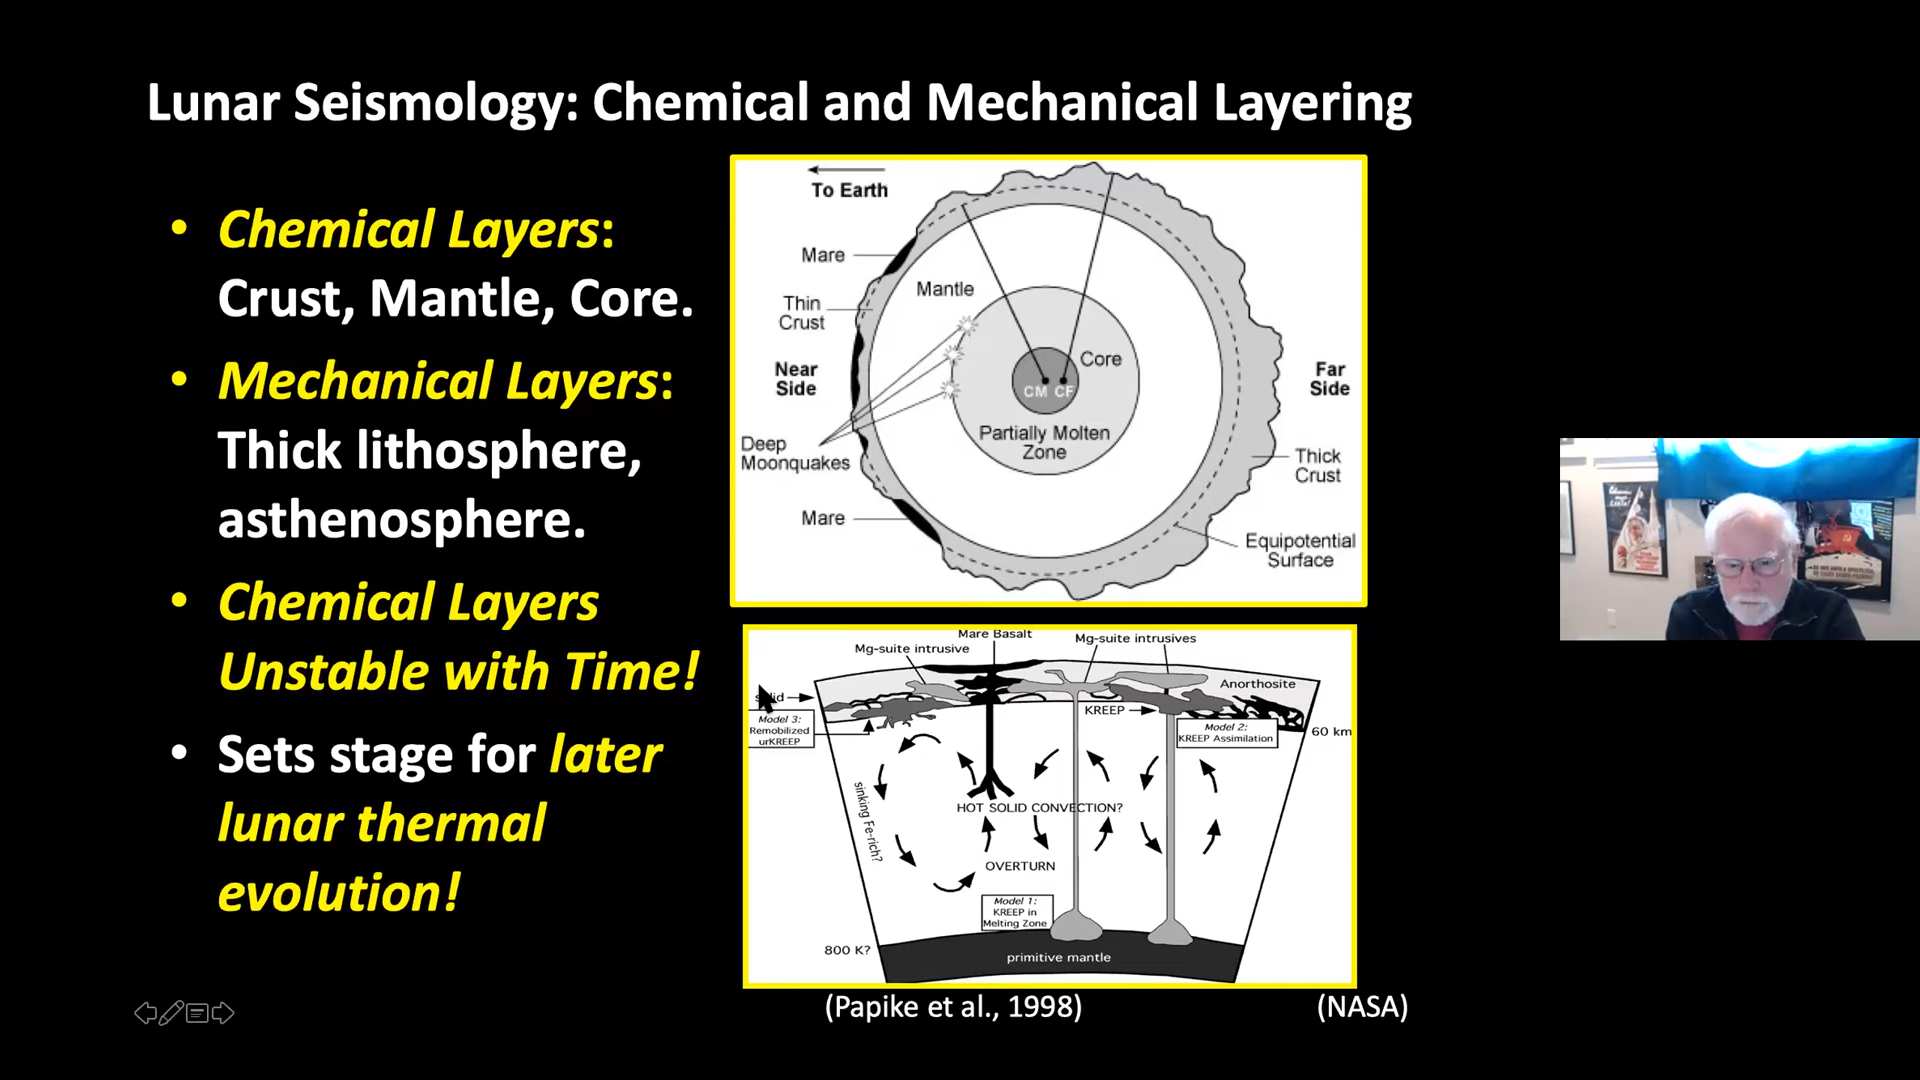 Lunar Seismology: Chemical and Mechanical Layering
• Chemical Layers:
Crust, Mantle, Core.
• Mechanical Layers:
Thick lithosphere,
asthenosphere.
• Chemical Layers
Unstable with Time!
• Sets stage for later
lunar thermal
evolution!
To Earth
Mare
Mantle
Thin
Crust
Core
Near
Side
Far
Side
CM CF
Partially Molten
Zone
Deep
Moonquakes
Thick
Crust
Mare
Equipotential
Surface
Mare Basalt
Mg-suite intrusive
Mg-suite intrusives
Anorthosite
KREEP
Model 3:
Remobilized
urKREEP
Model 2:
KREEP Assimilation
60 km
sinking Fe-rich?
HOT SOLID CONVECTION?
OVERTURN
Model 1:
KREEP in
Melting Zone
800 K?
primitive mantle
(Papike et al., 1998)
(NASA)